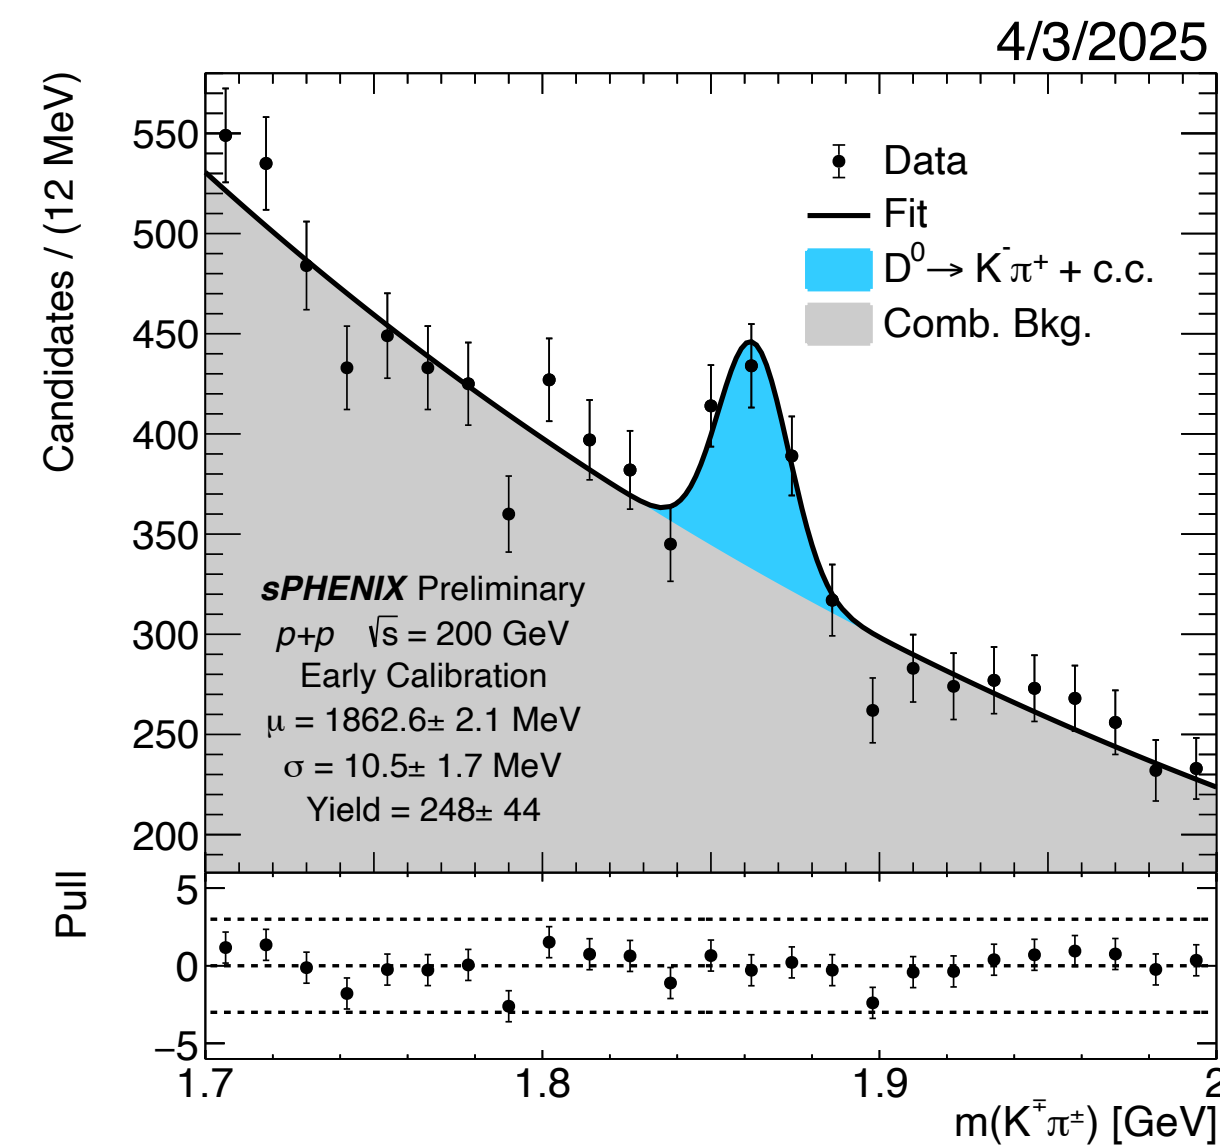 4/3/2025
Candidates / (12 MeV)
550
500
450
400
350
300
250
200
Data
Fit
D⁰→ K⁻π⁺ + c.c.
Comb. Bkg.
sPHENIX Preliminary
p+p √s = 200 GeV
Early Calibration
μ = 1862.6± 2.1 MeV
σ = 10.5± 1.7 MeV
Yield = 248± 44
Pull
5
0
−5
1.7 1.8 1.9 2
m(K∓π±) [GeV]